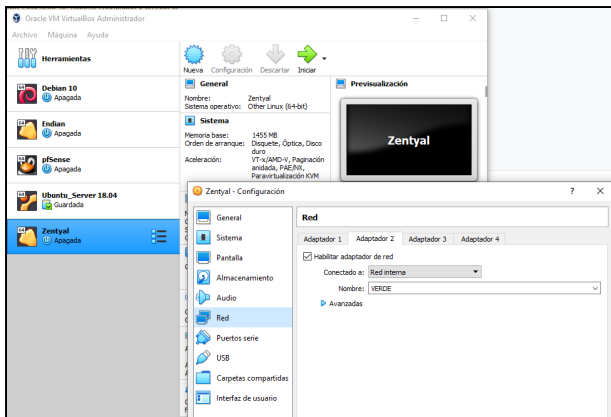 Oracle VM VirtualBox Administrador
Archivo Máquina Ayuda
Herramientas
Nueva Configuración Descartar Iniciar
Debian 10
Apagada
Endian
Apagada
pfSense
Apagada
Ubuntu_Server 18.04
Guardada
Zentyal
Apagada
General
Nombre: Zentyal
Sistema operativo: Other Linux (64-bit)
Sistema
Memoria base: 1455 MB
Orden de arranque: Disquete, Óptica, Disco
duro
Aceleración: VT-x/AMD-V, Paginación
anidada, PAE/NX,
Paravirtualización KVM
Previsualización
Zentyal
Zentyal - Configuración
General
Sistema
Pantalla
Almacenamiento
Audio
Red
Puertos serie
USB
Carpetas compartidas
Interfaz de usuario
Red
Adaptador 1 Adaptador 2 Adaptador 3 Adaptador 4
Habilitar adaptador de red
Conectado a: Red interna
Nombre: VERDE
Avanzadas